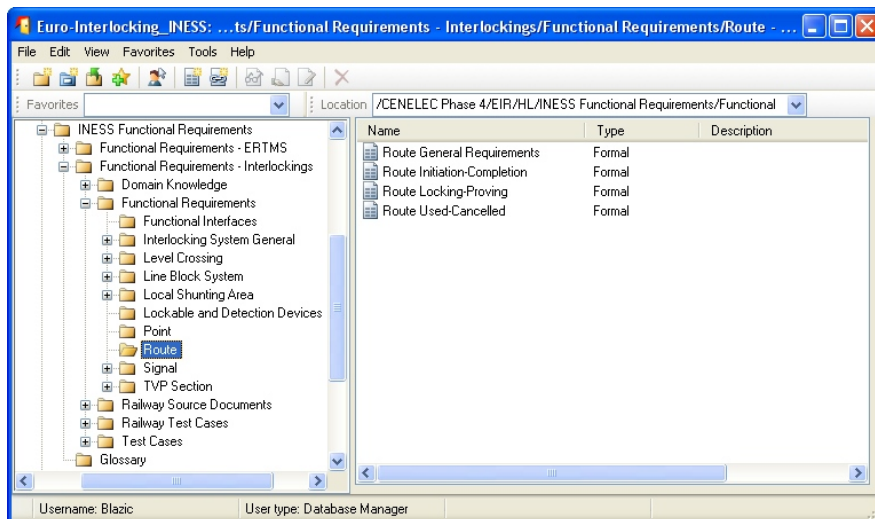 Euro-Interlocking_INESS: ...ts/Functional Requirements - Interlockings/Functional Requirements/Route - ...
File Edit View Favorites Tools Help
Favorites Location /CENELEC Phase 4/EIR/HL/INESS Functional Requirements/Functional
INESS Functional Requirements
Functional Requirements - ERTMS
Functional Requirements - Interlockings
Domain Knowledge
Functional Requirements
Functional Interfaces
Interlocking System General
Level Crossing
Line Block System
Local Shunting Area
Lockable and Detection Devices
Point
Route
Signal
TVP Section
Railway Source Documents
Railway Test Cases
Test Cases
Glossary
Name Type Description
Route General Requirements Formal
Route Initiation-Completion Formal
Route Locking-Proving Formal
Route Used-Cancelled Formal
Username: Blazic User type: Database Manager